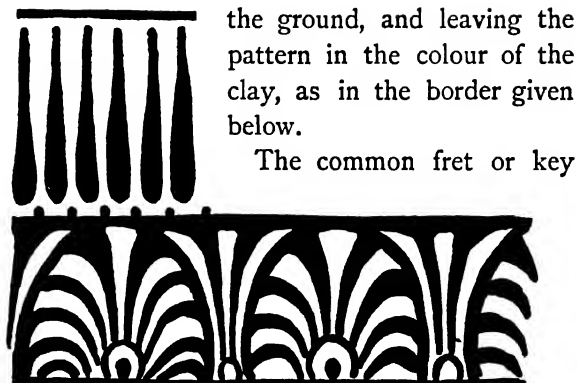 the ground, and leaving the
pattern in the colour of the
clay, as in the border given
below.
The common fret or key